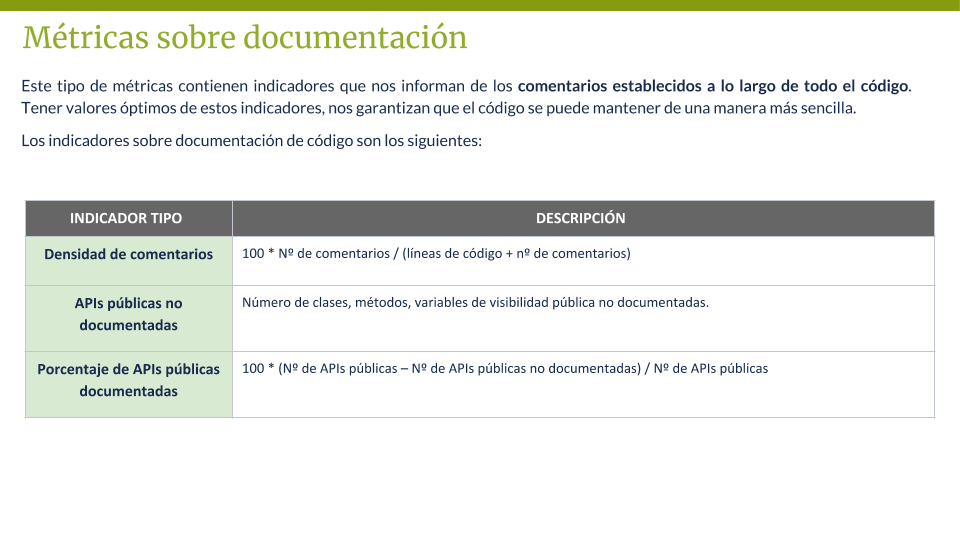 Métricas sobre documentación
Este tipo de métricas contienen indicadores que nos informan de los comentarios establecidos a lo largo de todo el código.
Tener valores óptimos de estos indicadores, nos garantizan que el código se puede mantener de una manera más sencilla.
Los indicadores sobre documentación de código son los siguientes:
INDICADOR TIPO
DESCRIPCIÓN
Densidad de comentarios
100 * Nº de comentarios / (líneas de código + nº de comentarios)
APIs públicas no
documentadas
Número de clases, métodos, variables de visibilidad pública no documentadas.
Porcentaje de APIs públicas
documentadas
100 * (Nº de APIs públicas – Nº de APIs públicas no documentadas) / Nº de APIs públicas